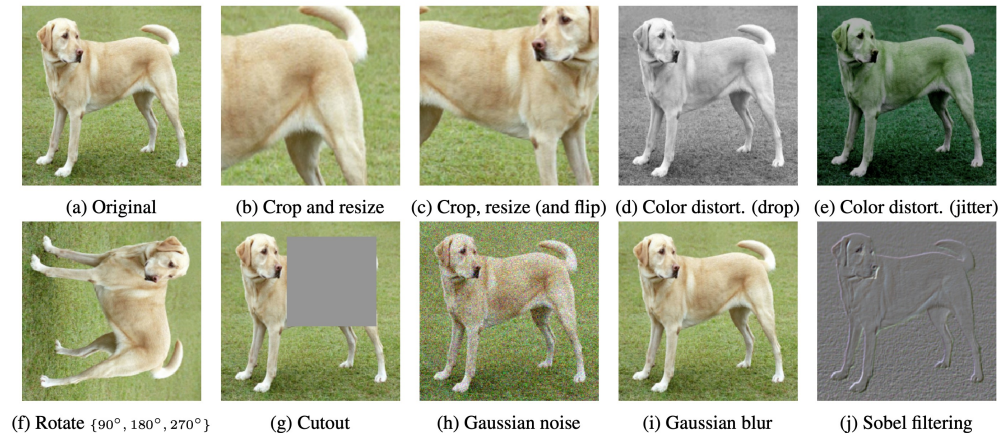 (a) Original
(b) Crop and resize
(c) Crop, resize (and flip)
(d) Color distort. (drop)
(e) Color distort. (jitter)
(f) Rotate {90°, 180°, 270°}
(g) Cutout
(h) Gaussian noise
(i) Gaussian blur
(j) Sobel filtering